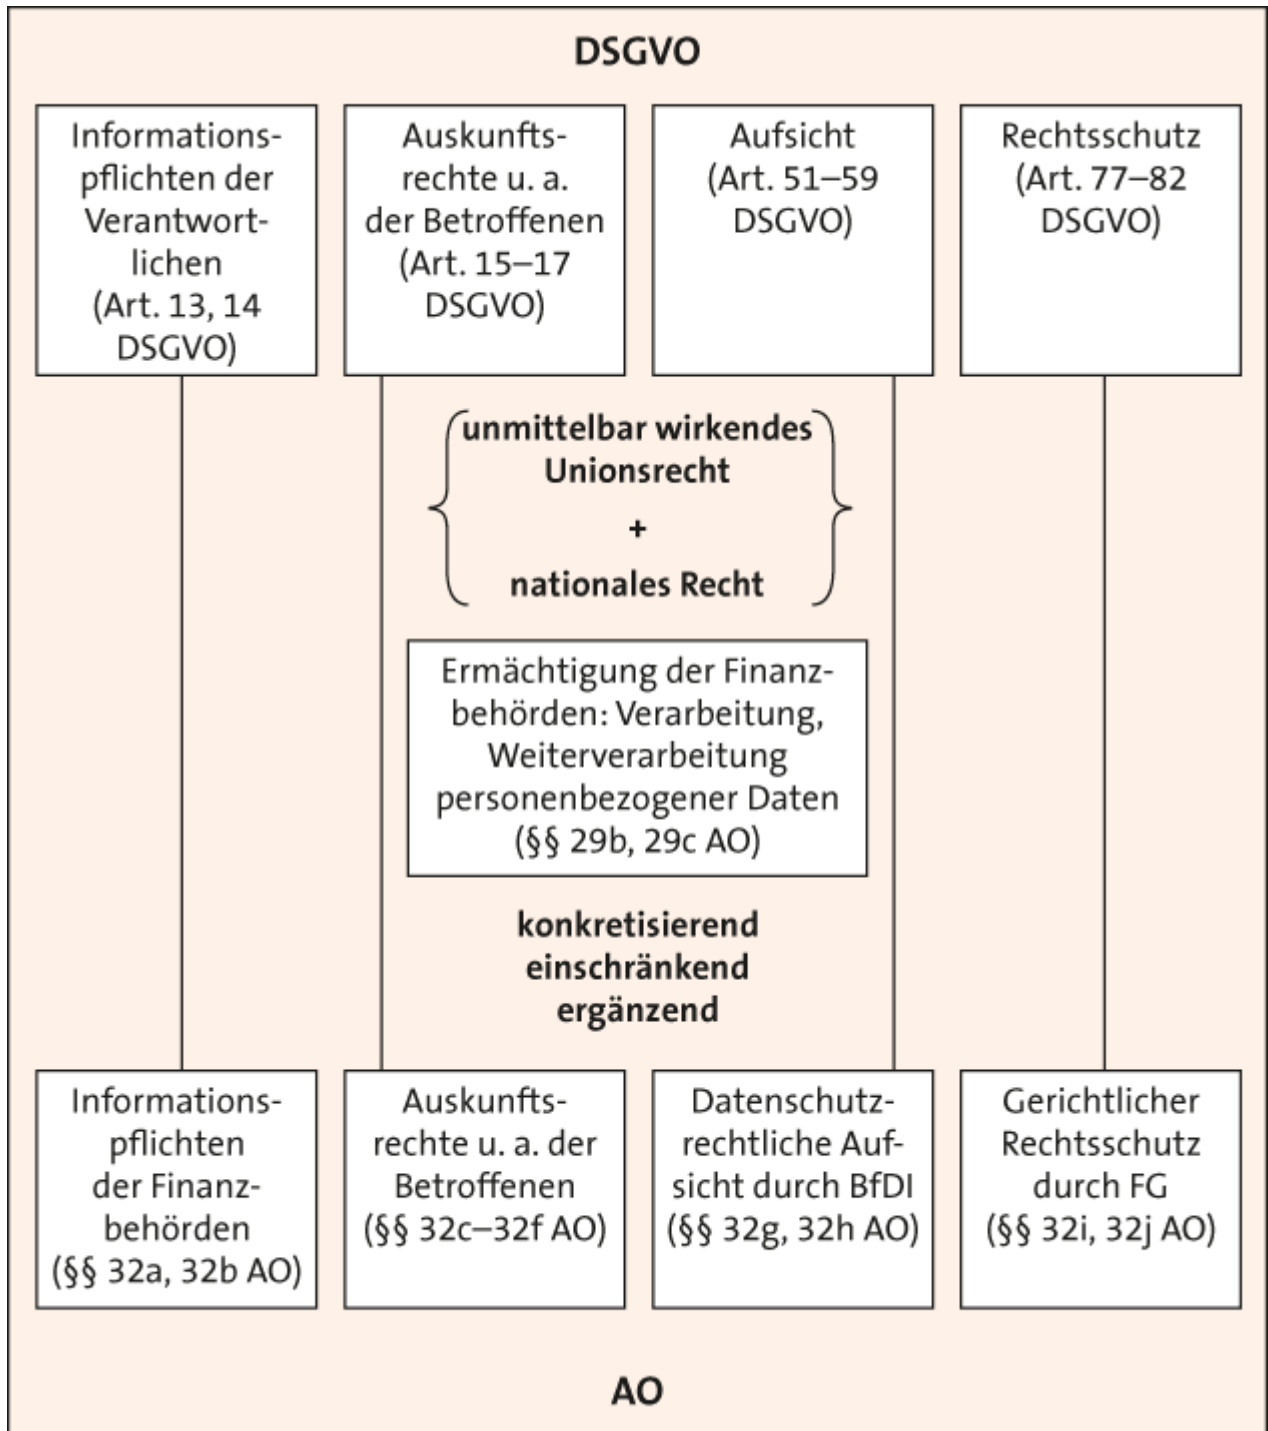 DSGVO
Informations-
pflichten der
Verantwort-
lichen
(Art. 13, 14
DSGVO)
Auskunfts-
rechte u. a.
der Betroffenen
(Art. 15–17
DSGVO)
Aufsicht
(Art. 51–59
DSGVO)
Rechtsschutz
(Art. 77–82
DSGVO)
unmittelbar wirkendes
Unionsrecht
+
nationales Recht
Ermächtigung der Finanz-
behörden: Verarbeitung,
Weiterverarbeitung
personenbezogener Daten
(§§ 29b, 29c AO)
konkretisierend
einschränkend
ergänzend
Informations-
pflichten
der Finanz-
behörden
(§§ 32a, 32b AO)
Auskunfts-
rechte u. a. der
Betroffenen
(§§ 32c–32f AO)
Datenschutz-
rechtliche Auf-
sicht durch BfDI
(§§ 32g, 32h AO)
Gerichtlicher
Rechtsschutz
durch FG
(§§ 32i, 32j AO)
AO